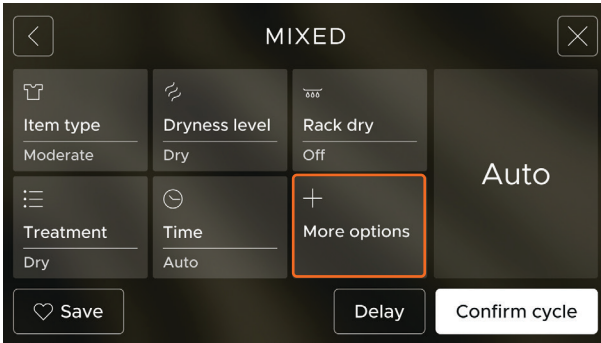 MIXED
Item type
Moderate
Dryness level
Dry
Rack dry
Off
Auto
Treatment
Dry
Time
Auto
More options
Save
Delay
Confirm cycle